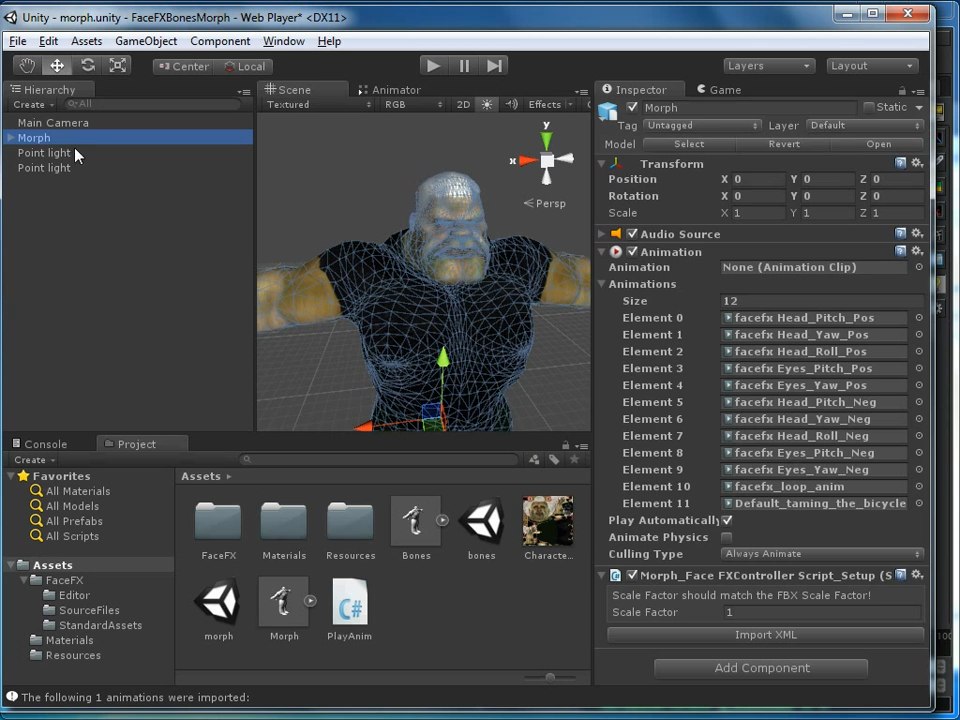 Unity - morph.unity - FaceFXBonesMorph - Web Player* <DX11>
File Edit Assets GameObject Component Window Help
Center Local Layers Layout
Hierarchy
Create All
Main Camera
Morph
Point light
Point light
Scene Animator
Textured RGB 2D Effects
y
x
Persp
Inspector Game
Morph Static
Tag Untagged Layer Default
Model Select Revert Open
Transform
Position X 0 Y 0 Z 0
Rotation X 0 Y 0 Z 0
Scale X 1 Y 1 Z 1
Audio Source
Animation
Animation None (Animation Clip)
Animations
Size 12
Element 0 facefx Head_Pitch_Pos
Element 1 facefx Head_Yaw_Pos
Element 2 facefx Head_Roll_Pos
Element 3 facefx Eyes_Pitch_Pos
Element 4 facefx Eyes_Yaw_Pos
Element 5 facefx Head_Pitch_Neg
Element 6 facefx Head_Yaw_Neg
Element 7 facefx Head_Roll_Neg
Element 8 facefx Eyes_Pitch_Neg
Element 9 facefx Eyes_Yaw_Neg
Element 10 facefx_loop_anim
Element 11 Default_taming_the_bicycle
Play Automatically
Animate Physics
Culling Type Always Animate
Morph_Face FXController Script_Setup (S
Scale Factor should match the FBX Scale Factor!
Scale Factor 1
Import XML
Add Component
Console Project
Create
Favorites
All Materials
All Models
All Prefabs
All Scripts
Assets
FaceFX
Editor
SourceFiles
StandardAssets
Materials
Resources
Assets
FaceFX Materials Resources Bones bones Characte...
morph Morph PlayAnim
C#
The following 1 animations were imported: